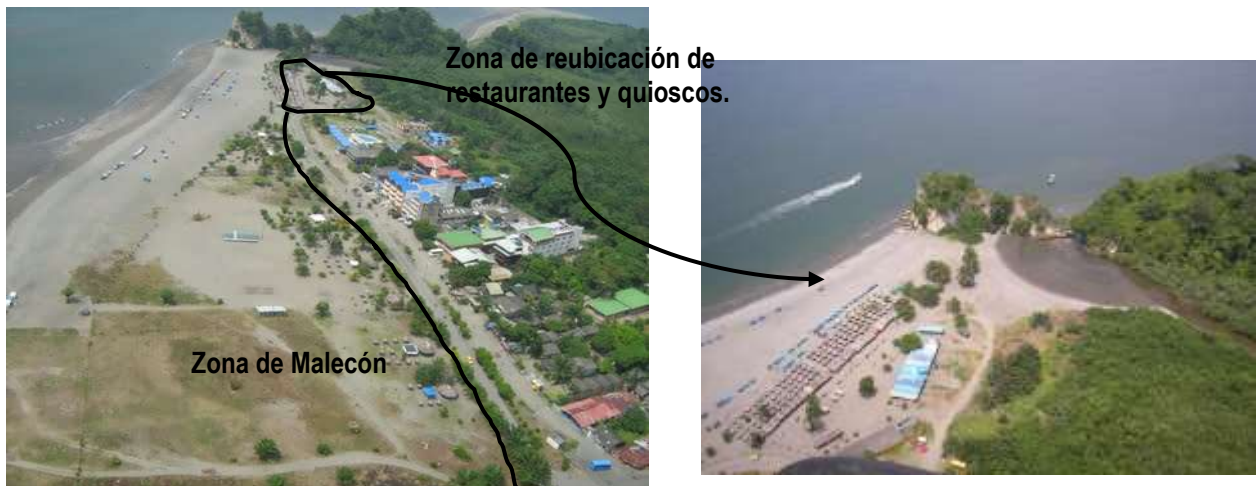 Zona de reubicación de
restaurantes y quioscos.
Zona de Malecón